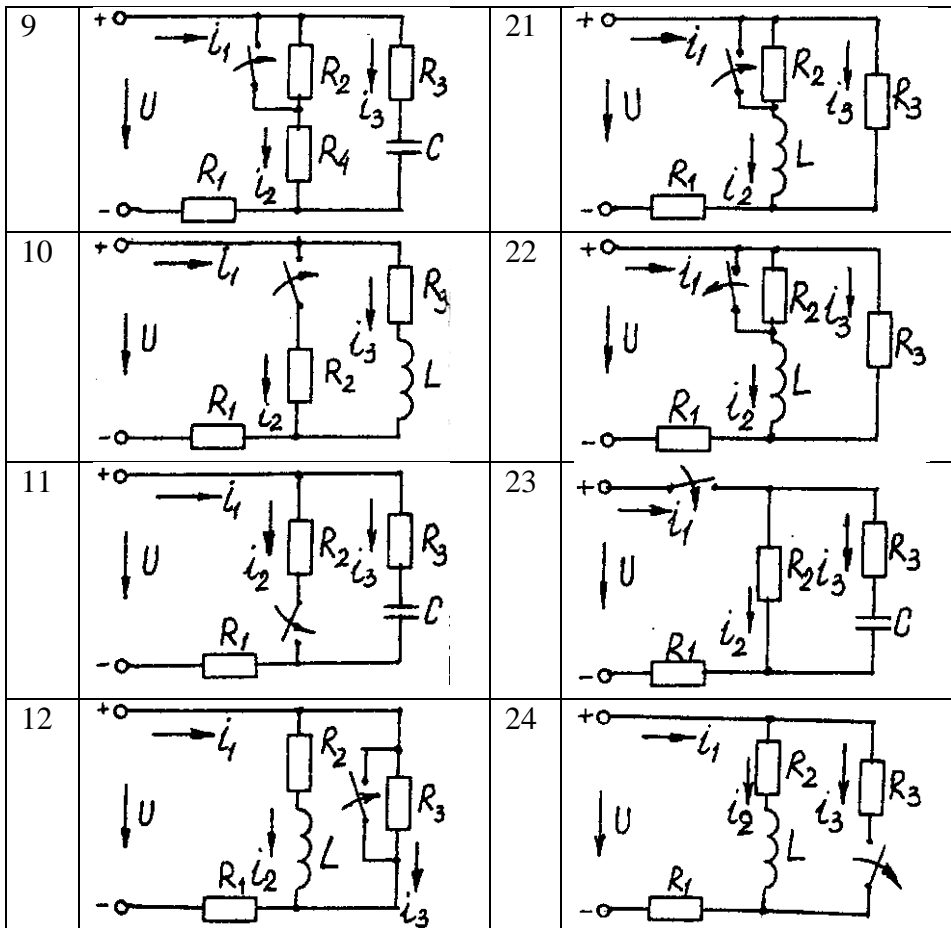 9
+
i₁
R₂
i₃
R₃
U
i₂
R₄
C
R₁
-
21
+
i₁
R₂
i₃
R₃
U
i₂
L
R₁
-
10
+
i₁
R₃
U
i₃
i₂
R₂
L
R₁
-
22
+
i₁
R₂
i₃
R₃
U
i₂
L
R₁
-
11
+
i₁
i₂
R₂
i₃
R₃
U
C
R₁
-
23
+
i₁
U
R₂
i₃
R₃
i₂
C
R₁
-
12
+
i₁
R₂
R₃
U
i₂
L
R₁
i₃
-
24
+
i₁
i₂
R₂
i₃
R₃
U
L
R₁
-